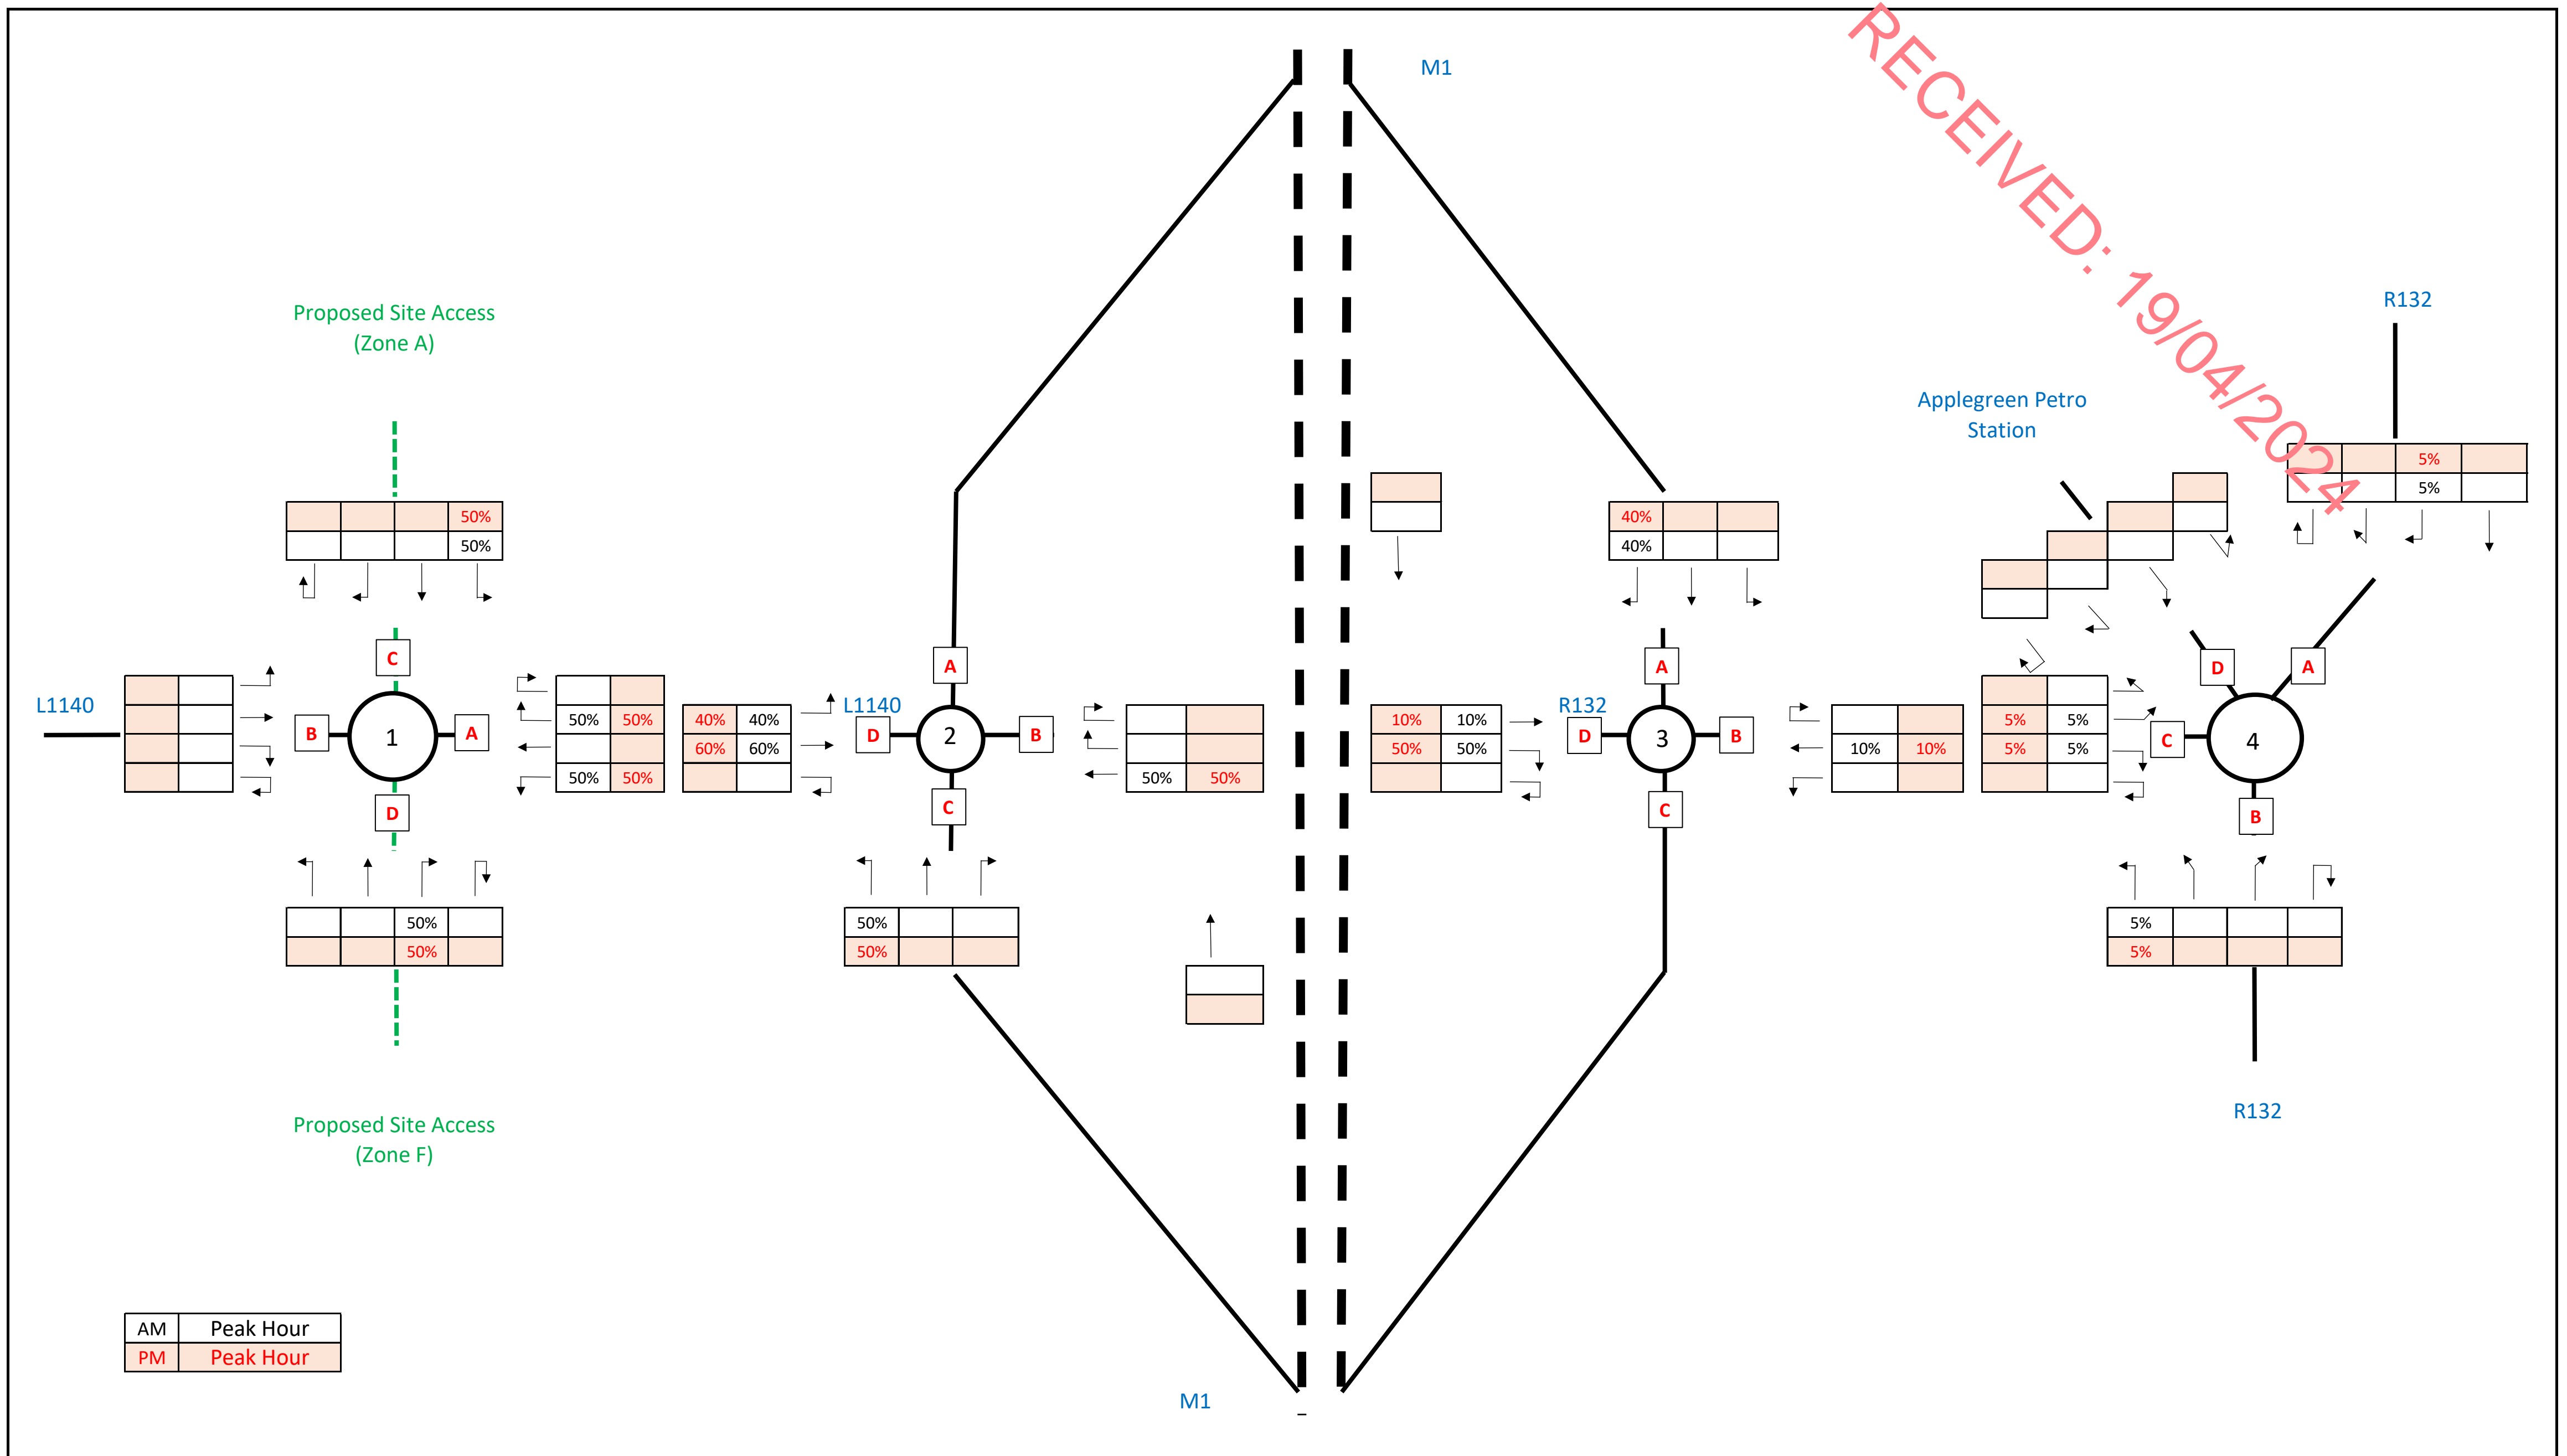 M1
RECEIVED: 19/04/2024
Proposed Site Access
(Zone A)
R132
Applegreen Petro
Station
5%
5%
50%
50%
40%
40%
C
A
A
D
A
L1140
50% 50%
40% 40%
L1140
10% 10%
R132
5% 5%
B
1
A
60% 60%
D
2
B
50% 50%
D
3
B
10% 10%
5% 5%
C
4
50% 50%
50% 50%
D
C
C
B
50%
50%
50%
50%
5%
5%
Proposed Site Access
(Zone F)
R132
AM Peak Hour
PM Peak Hour
M1